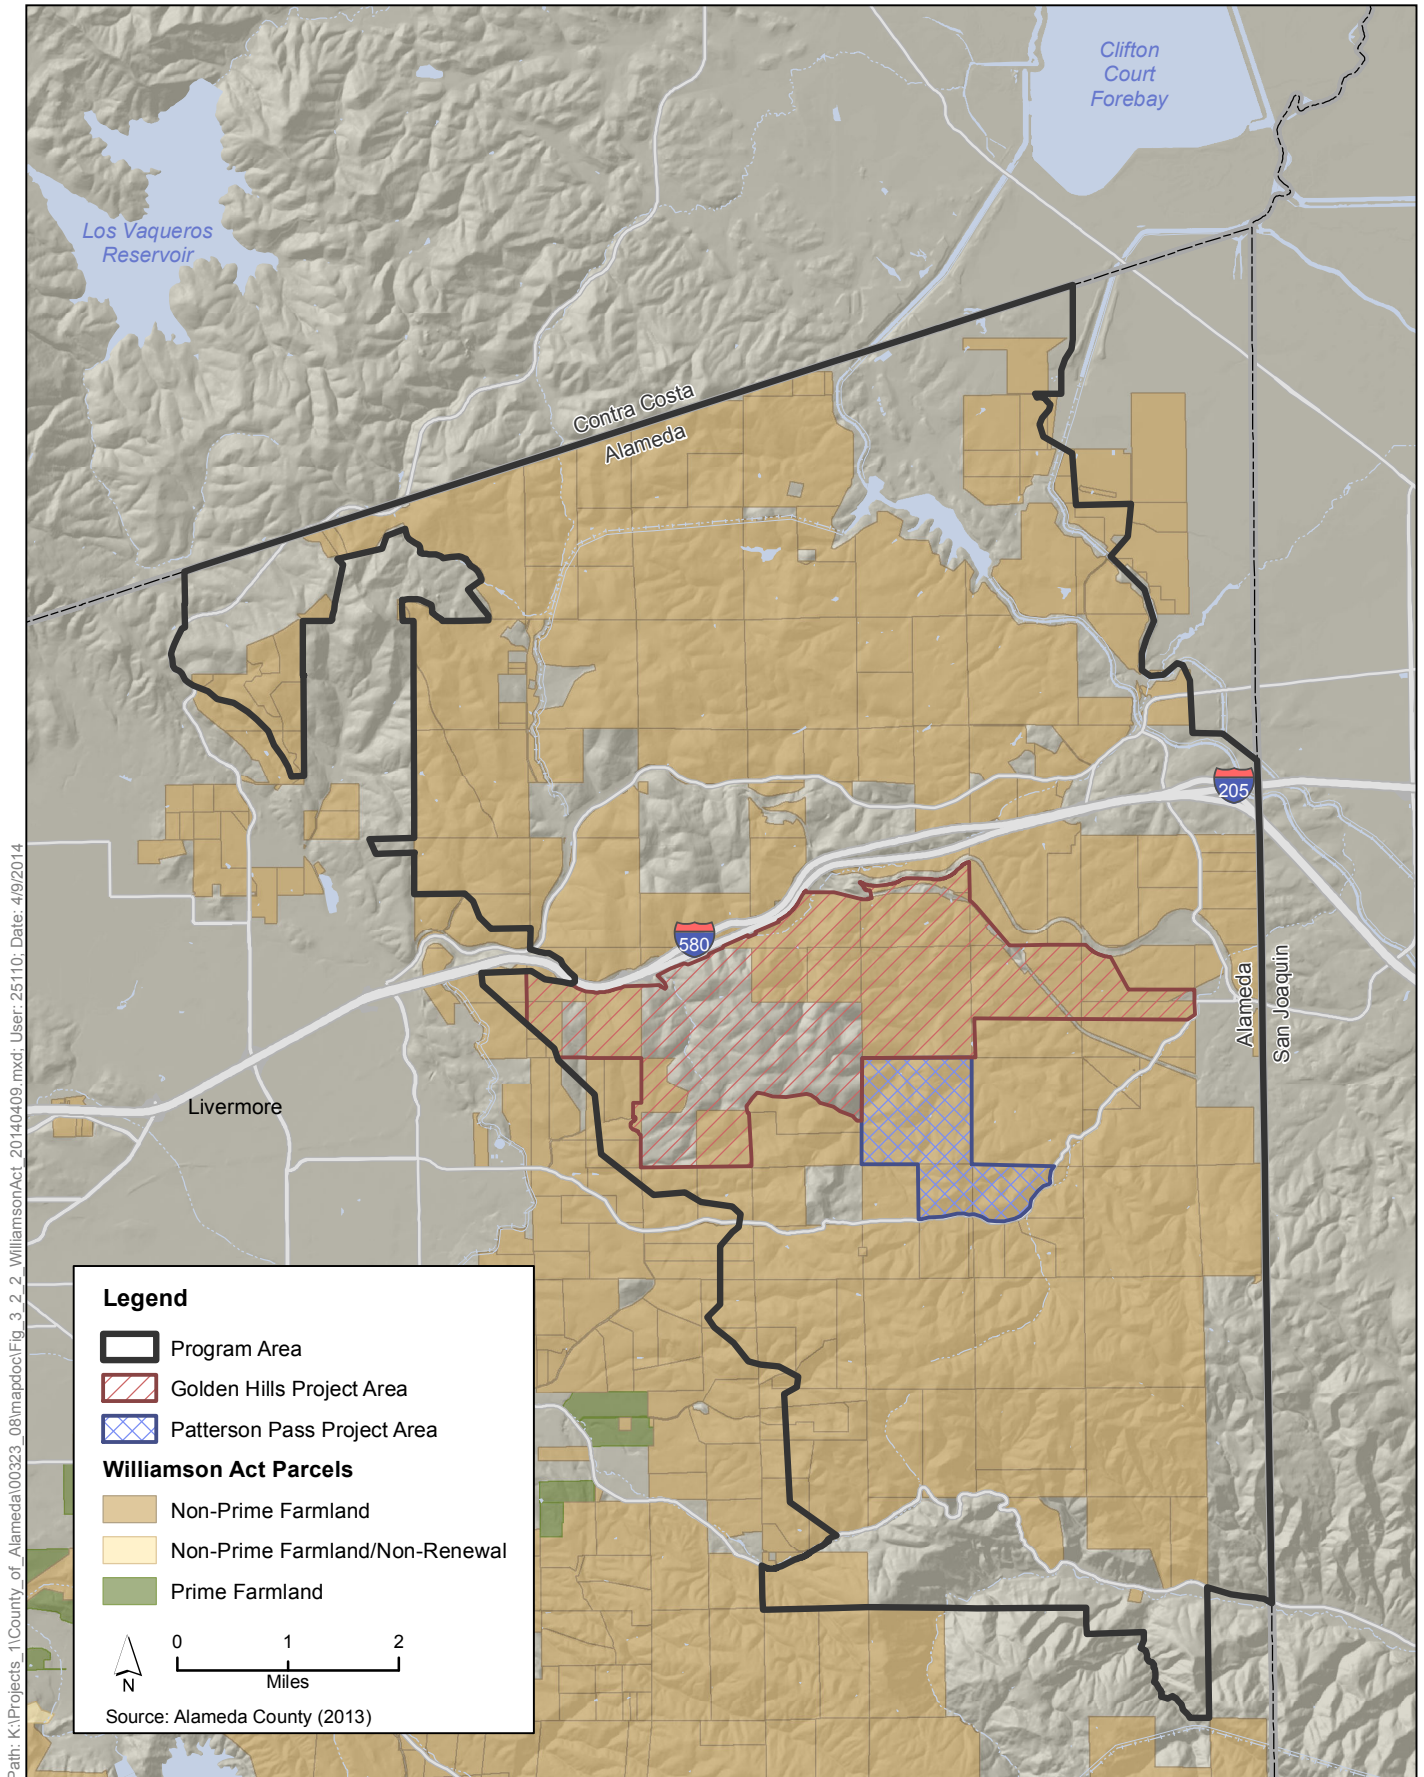 Clifton
Court
Forebay
Los Vaqueros
Reservoir
Contra Costa
Alameda
205
580
Alameda
San Joaquin
Livermore
Legend
Program Area
Golden Hills Project Area
Patterson Pass Project Area
Williamson Act Parcels
Non-Prime Farmland
Non-Prime Farmland/Non-Renewal
Prime Farmland
0 1 2
Miles
N
Source: Alameda County (2013)
Path: K:\Projects_1\County_of_Alameda\00323_08\mapdoc\Fig_3_2_2_WilliamsonAct_20140409.mxd; User: 25110; Date: 4/9/2014